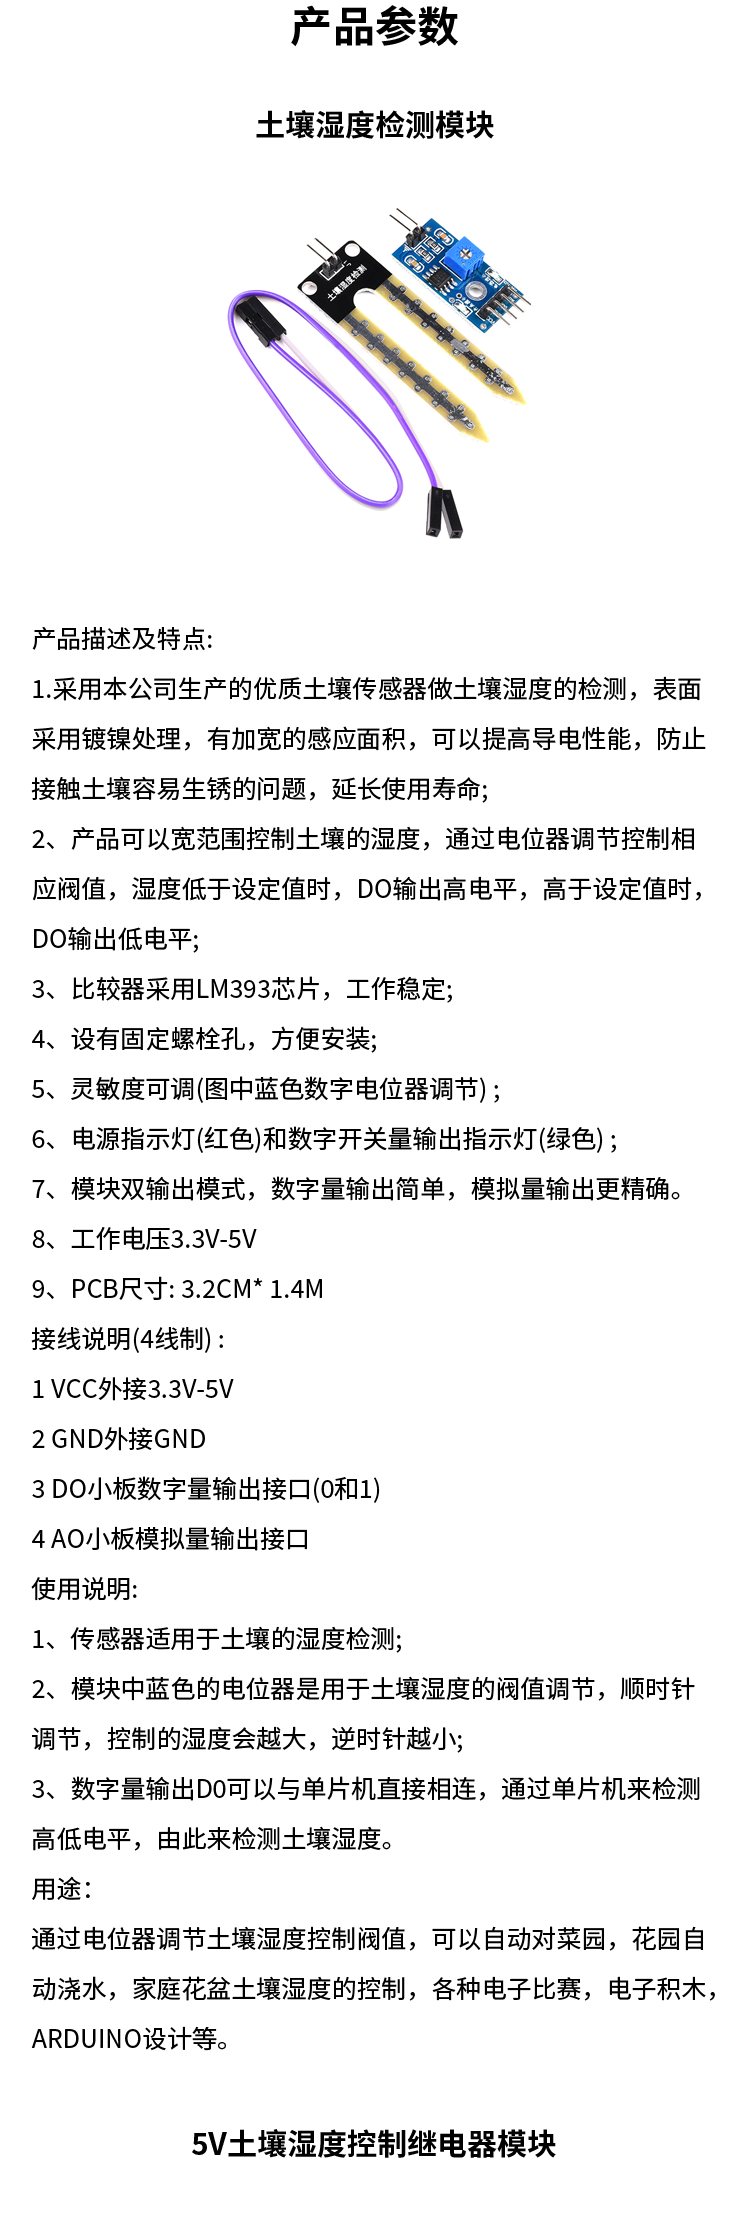 产品参数
土壤湿度检测模块
土壤湿度检测
产品描述及特点:
1.采用本公司生产的优质土壤传感器做土壤湿度的检测，表面
采用镀镍处理，有加宽的感应面积，可以提高导电性能，防止
接触土壤容易生锈的问题，延长使用寿命;
2、产品可以宽范围控制土壤的湿度，通过电位器调节控制相
应阀值，湿度低于设定值时，DO输出高电平，高于设定值时，
DO输出低电平;
3、比较器采用LM393芯片，工作稳定;
4、设有固定螺栓孔，方便安装;
5、灵敏度可调(图中蓝色数字电位器调节) ;
6、电源指示灯(红色)和数字开关量输出指示灯(绿色) ;
7、模块双输出模式，数字量输出简单，模拟量输出更精确。
8、工作电压3.3V-5V
9、PCB尺寸: 3.2CM* 1.4M
接线说明(4线制) :
1 VCC外接3.3V-5V
2 GND外接GND
3 DO小板数字量输出接口(0和1)
4 AO小板模拟量输出接口
使用说明:
1、传感器适用于土壤的湿度检测;
2、模块中蓝色的电位器是用于土壤湿度的阀值调节，顺时针
调节，控制的湿度会越大，逆时针越小;
3、数字量输出D0可以与单片机直接相连，通过单片机来检测
高低电平，由此来检测土壤湿度。
用途：
通过电位器调节土壤湿度控制阀值，可以自动对菜园，花园自
动浇水，家庭花盆土壤湿度的控制，各种电子比赛，电子积木，
ARDUINO设计等。
5V土壤湿度控制继电器模块